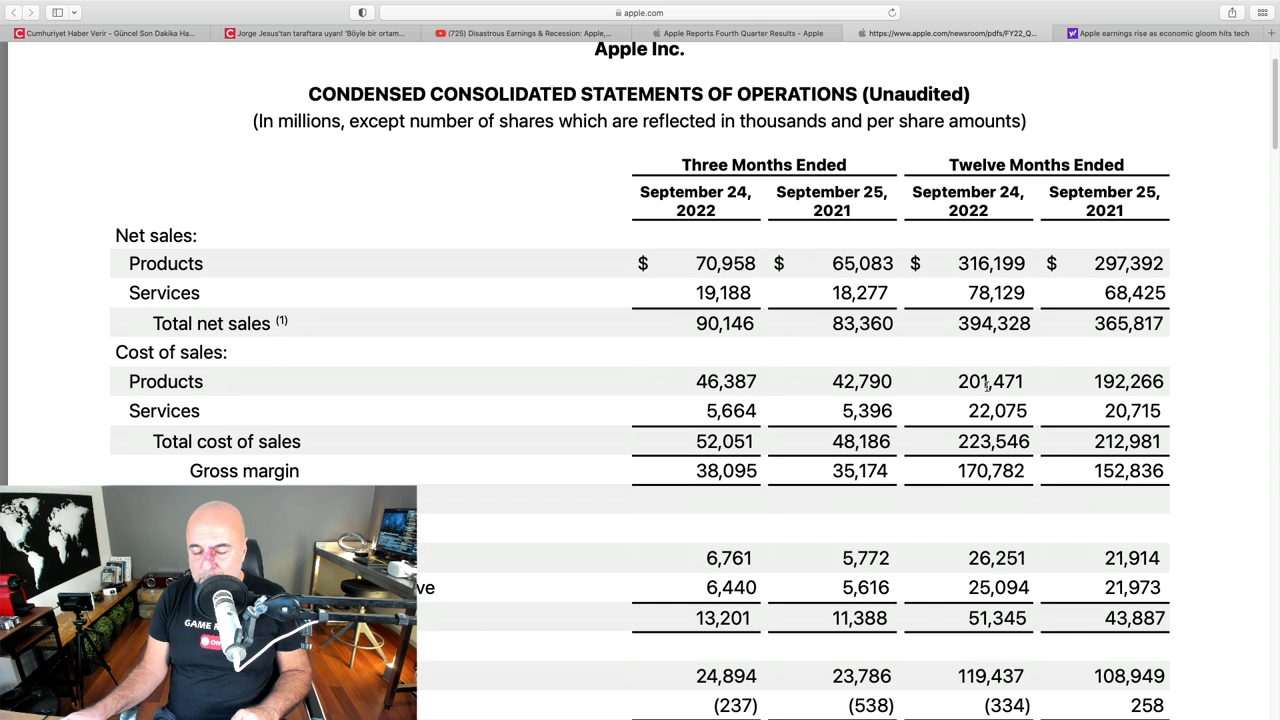 apple.com
Cumhuriyet Haber Verir - Güncel Son Dakika Ha...
Jorge Jesus'tan taraftara uyarı! 'Böyle bir ortam...
(725) Disastrous Earnings & Recession: Apple,...
Apple Reports Fourth Quarter Results - Apple
https://www.apple.com/newsroom/pdfs/FY22_Q...
Apple earnings rise as economic gloom hits tech
Apple Inc.
CONDENSED CONSOLIDATED STATEMENTS OF OPERATIONS (Unaudited)
(In millions, except number of shares which are reflected in thousands and per share amounts)
Three Months Ended Twelve Months Ended
September 24, 2022 September 25, 2021 September 24, 2022 September 25, 2021
Net sales:
Products $ 70,958 $ 65,083 $ 316,199 $ 297,392
Services 19,188 18,277 78,129 68,425
Total net sales (1) 90,146 83,360 394,328 365,817
Cost of sales:
Products 46,387 42,790 201,471 192,266
Services 5,664 5,396 22,075 20,715
Total cost of sales 52,051 48,186 223,546 212,981
Gross margin 38,095 35,174 170,782 152,836
6,761 5,772 26,251 21,914
ve 6,440 5,616 25,094 21,973
13,201 11,388 51,345 43,887
24,894 23,786 119,437 108,949
(237) (538) (334) 258
GAME